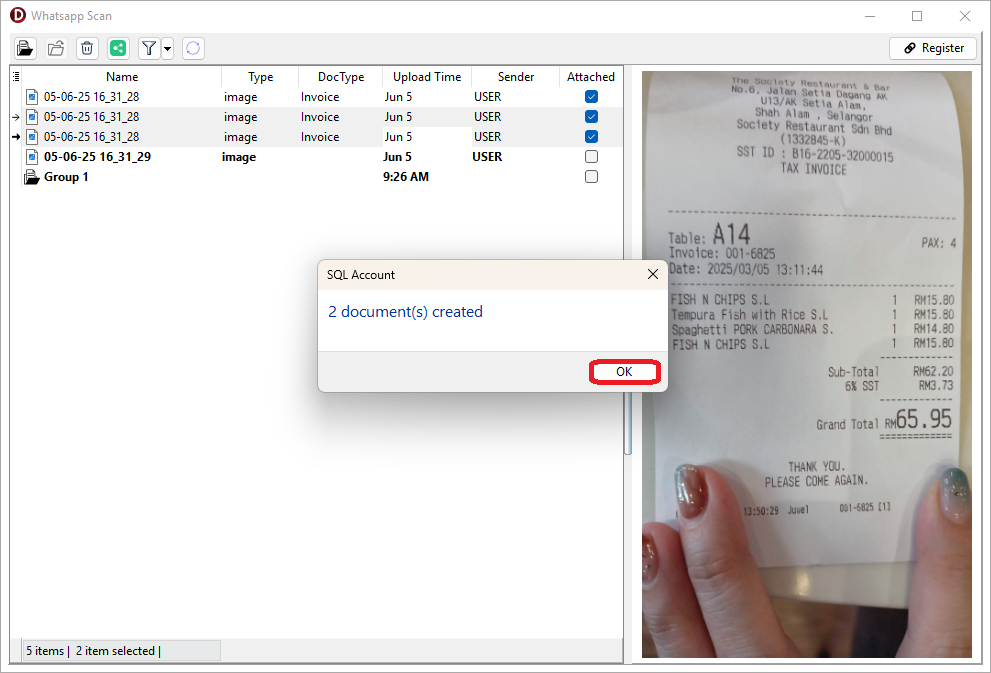 Whatsapp Scan
Register
Name Type DocType Upload Time Sender Attached
05-06-25 16_31_28 image Invoice Jun 5 USER
05-06-25 16_31_28 image Invoice Jun 5 USER
05-06-25 16_31_28 image Invoice Jun 5 USER
05-06-25 16_31_29 image Jun 5 USER
Group 1 9:26 AM
SQL Account
2 document(s) created
OK
5 items | 2 item selected |
The Society Restaurant & Bar
No.6, Jalan Setia Dagang AK
U13/AK Setia Alam,
Shah Alam , Selangor
Society Restaurant Sdn Bhd
(1332845-K)
SST ID : B16-2205-32000015
TAX INVOICE
Table: A14 PAX: 4
Invoice: 001-6825
Date: 2025/03/05 13:11:44
FISH N CHIPS S.L 1 RM15.80
Tempura Fish with Rice S.L 1 RM15.80
Spaghetti PORK CARBONARA S. 1 RM14.80
FISH N CHIPS S.L 1 RM15.80
Sub-Total RM62.20
6% SST RM3.73
Grand Total RM65.95
THANK YOU.
PLEASE COME AGAIN.
13:50:29 Juwel 001-6825 [1]